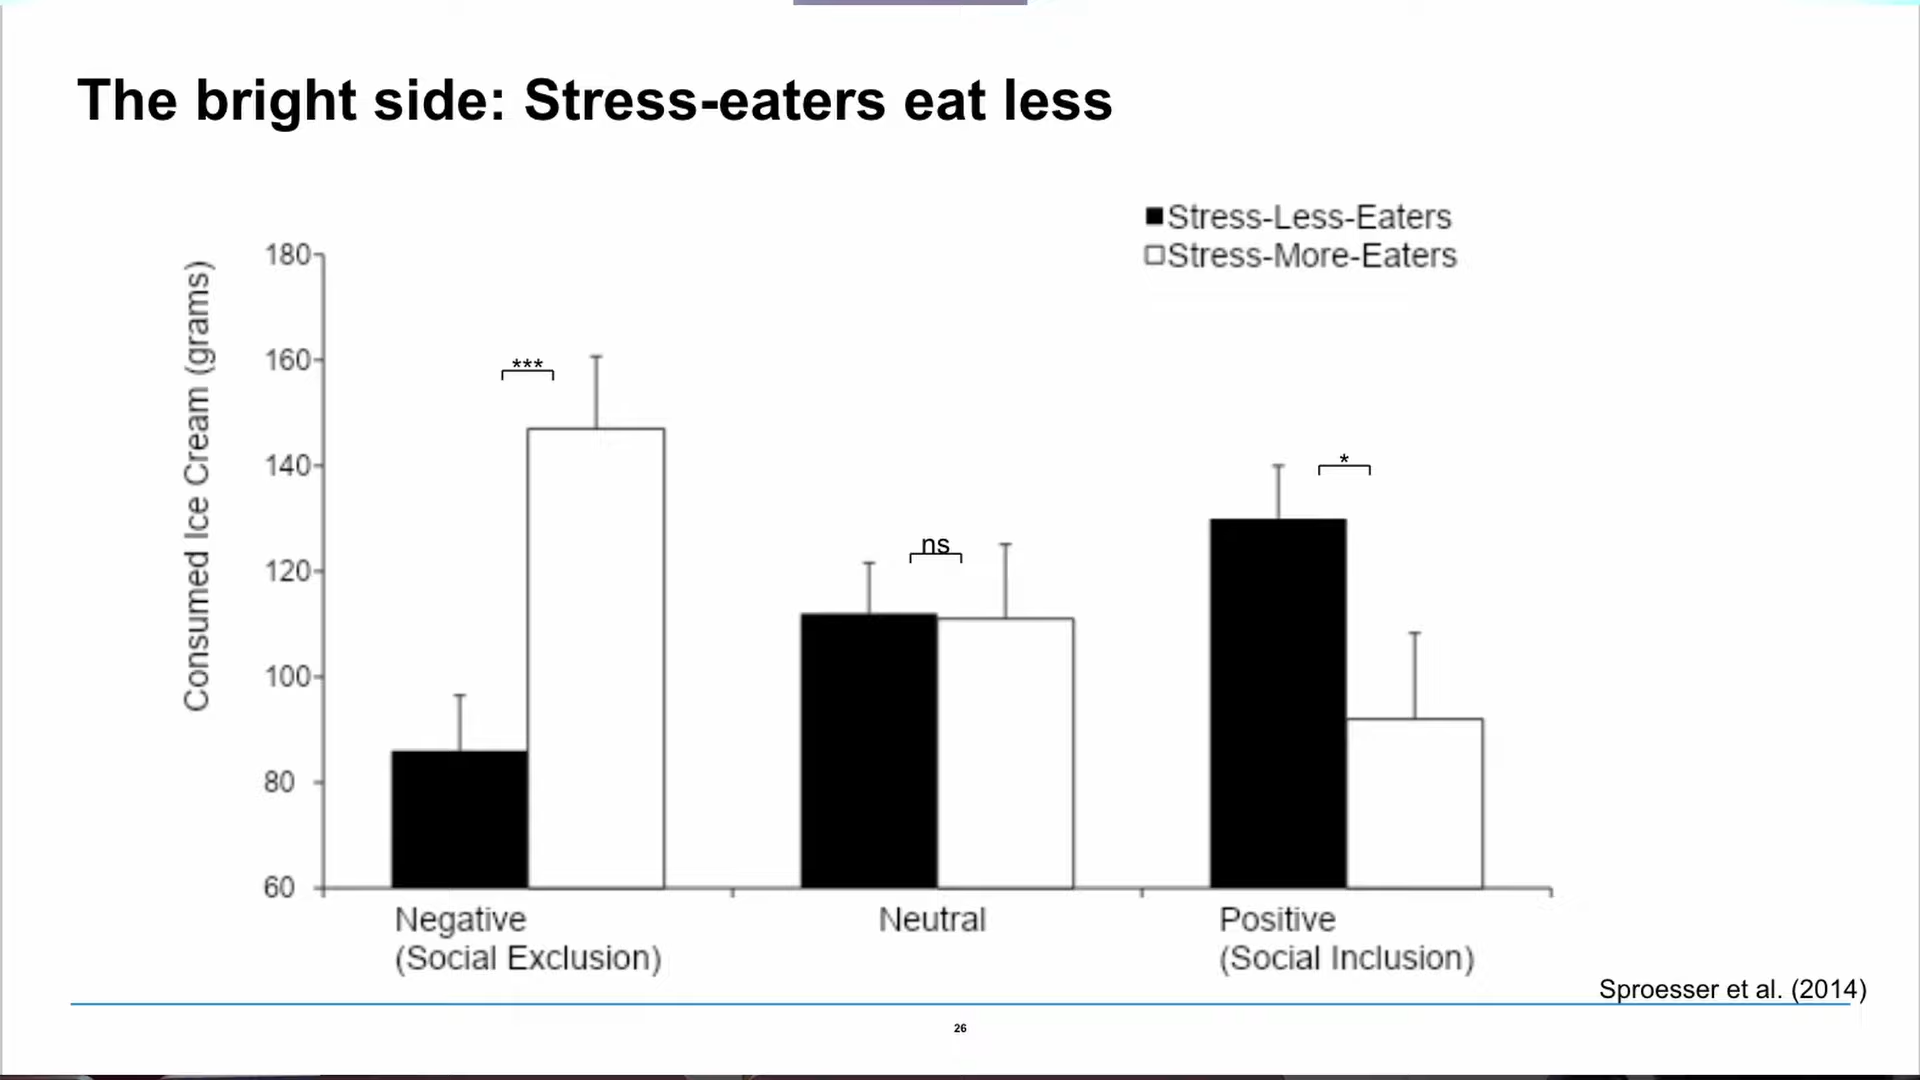 The bright side: Stress-eaters eat less
Stress-Less-Eaters
Stress-More-Eaters
Consumed Ice Cream (grams)
180
160
140
120
100
80
60
***
ns
*
Negative
(Social Exclusion)
Neutral
Positive
(Social Inclusion)
Sproesser et al. (2014)
26